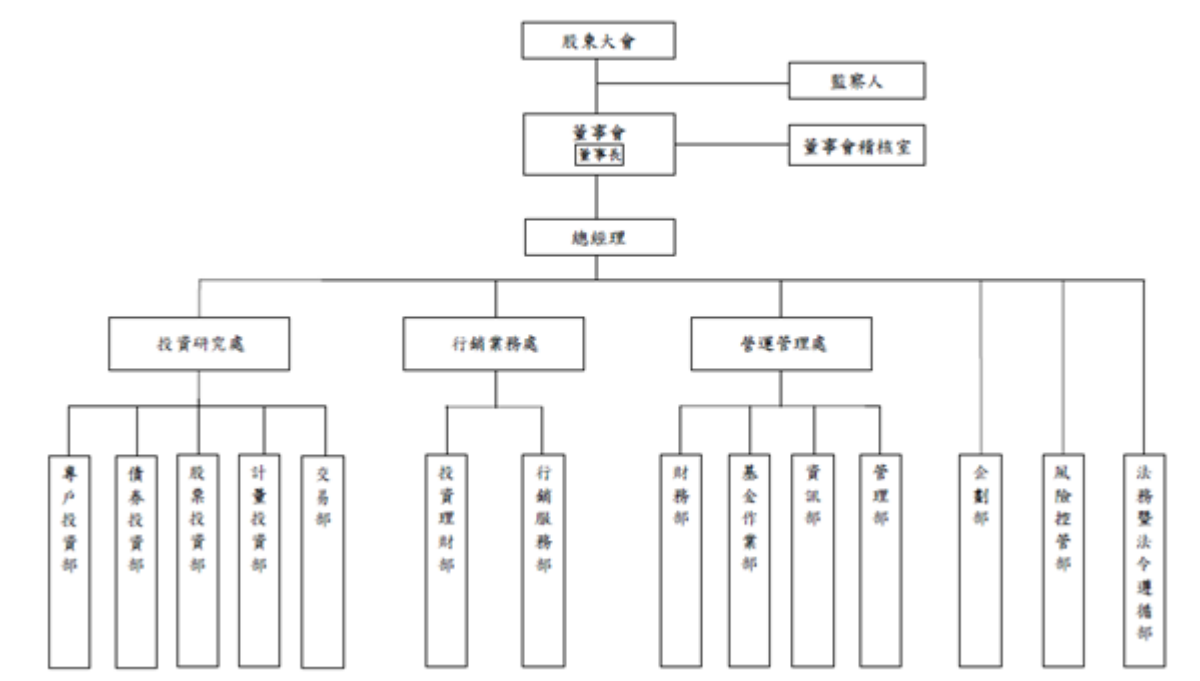 股東大會
監察人
董事會
董事長
董事會稽核室
總經理
投資研究處
行銷業務處
營運管理處
專戶投資部
債券投資部
股票投資部
計量投資部
交易部
投資理財部
行銷服務部
財務部
基金作業部
資訊部
管理部
企劃部
風險控管部
法務暨法令遵循部